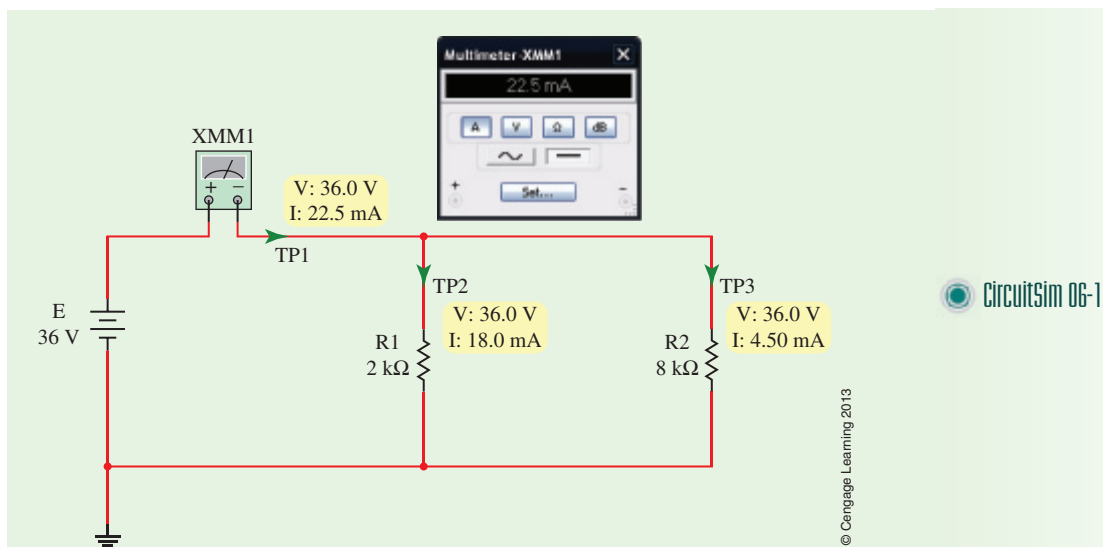 Multimeter-XMM1
22.5 mA
A V Ω dB
+ Set... −
XMM1
+ −
V: 36.0 V
I: 22.5 mA
TP1
TP2
TP3
E
36 V
R1
2 kΩ
V: 36.0 V
I: 18.0 mA
R2
8 kΩ
V: 36.0 V
I: 4.50 mA
CircuitSim 06-1
© Cengage Learning 2013